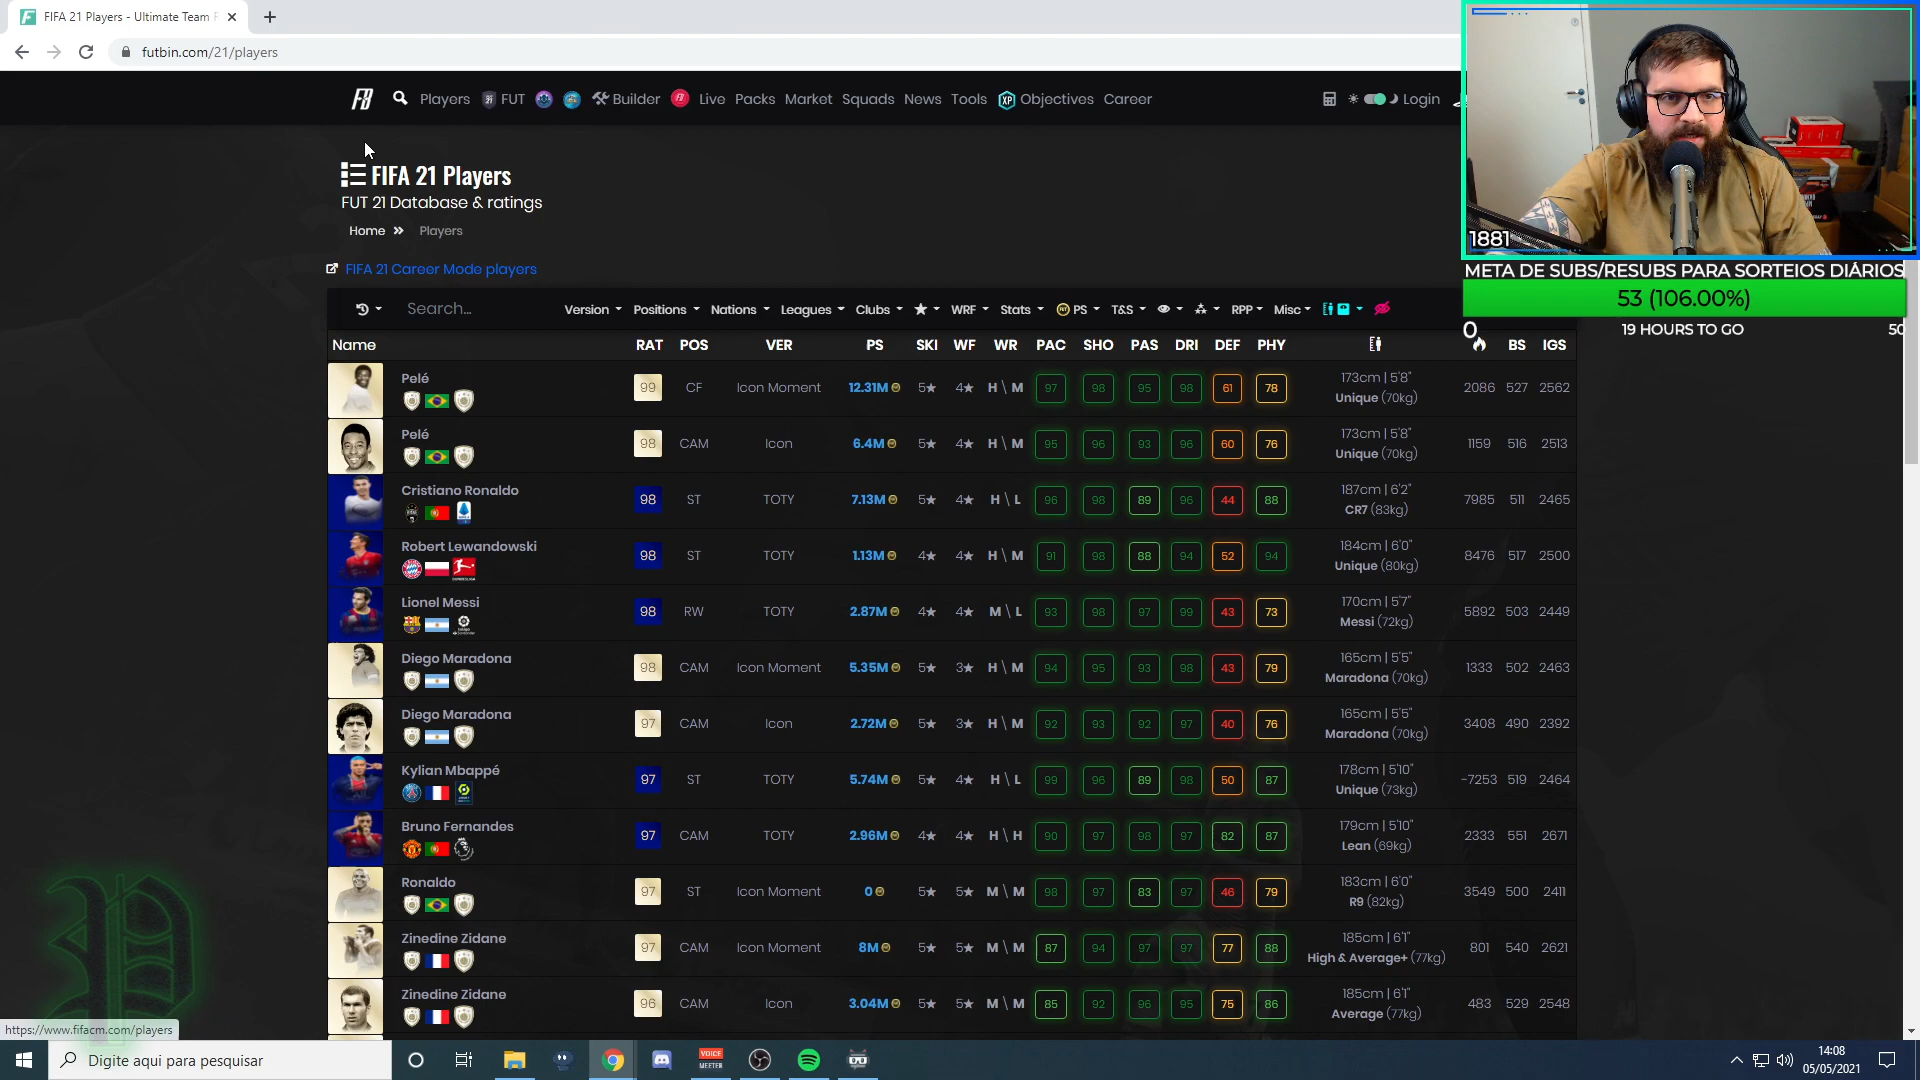 FIFA 21 Players - Ultimate Team F
futbin.com/21/players
Players FUT Builder Live Packs Market Squads News Tools XP Objectives Career Login
FIFA 21 Players
FUT 21 Database & ratings
Home » Players
FIFA 21 Career Mode players
Search... Version Positions Nations Leagues Clubs ★ WRF Stats PS T&S RPP Misc
Name RAT POS VER PS SKI WF WR PAC SHO PAS DRI DEF PHY BS IGS
Pelé 99 CF Icon Moment 12.31M 5★ 4★ H \ M 97 98 95 98 61 78 173cm | 5'8" Unique (70kg) 2086 527 2562
Pelé 98 CAM Icon 6.4M 5★ 4★ H \ M 95 96 93 96 60 76 173cm | 5'8" Unique (70kg) 1159 516 2513
Cristiano Ronaldo 98 ST TOTY 7.13M 5★ 4★ H \ L 96 98 89 96 44 88 187cm | 6'2" CR7 (83kg) 7985 511 2465
Robert Lewandowski 98 ST TOTY 1.13M 4★ 4★ H \ M 91 98 88 94 52 94 184cm | 6'0" Unique (80kg) 8476 517 2500
Lionel Messi 98 RW TOTY 2.87M 4★ 4★ M \ L 93 98 97 99 43 73 170cm | 5'7" Messi (72kg) 5892 503 2449
Diego Maradona 98 CAM Icon Moment 5.35M 5★ 3★ H \ M 94 95 93 98 43 79 165cm | 5'5" Maradona (70kg) 1333 502 2463
Diego Maradona 97 CAM Icon 2.72M 5★ 3★ H \ M 92 93 92 97 40 76 165cm | 5'5" Maradona (70kg) 3408 490 2392
Kylian Mbappé 97 ST TOTY 5.74M 5★ 4★ H \ L 99 96 89 98 50 87 178cm | 5'10" Unique (73kg) -7253 519 2464
Bruno Fernandes 97 CAM TOTY 2.96M 4★ 4★ H \ H 90 97 98 97 82 87 179cm | 5'10" Lean (69kg) 2333 551 2671
Ronaldo 97 ST Icon Moment 0 5★ 5★ M \ M 98 97 83 97 46 79 183cm | 6'0" R9 (82kg) 3549 500 2411
Zinedine Zidane 97 CAM Icon Moment 8M 5★ 5★ M \ M 87 94 97 97 77 88 185cm | 6'1" High & Average+ (77kg) 801 540 2621
Zinedine Zidane 96 CAM Icon 3.04M 5★ 5★ M \ M 85 92 96 95 75 86 185cm | 6'1" Average (77kg) 483 529 2548
1881
META DE SUBS/RESUBS PARA SORTEIOS DIÁRIOS
53 (106.00%)
0 19 HOURS TO GO 50
https://www.fifacm.com/players
Digite aqui para pesquisar
VOICE
MEETER
14:08
05/05/2021